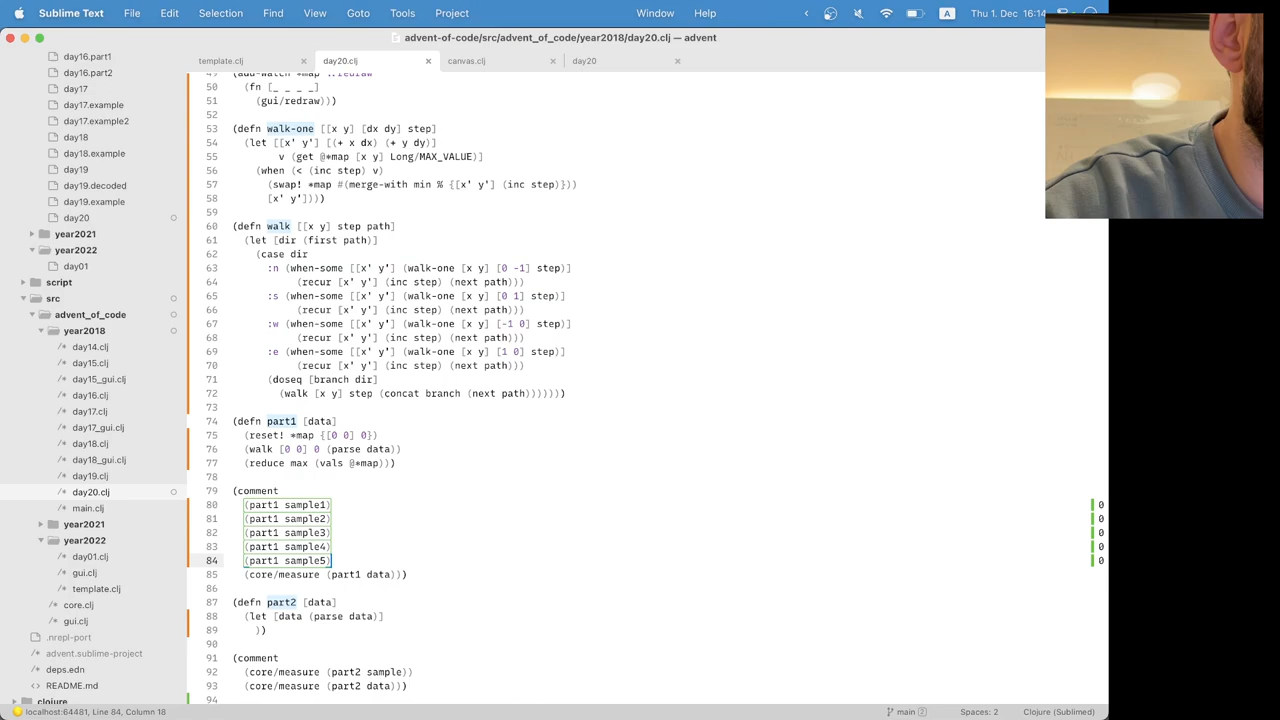 Sublime Text File Edit Selection Find View Goto Tools Project Window Help A Thu 1. Dec 16:14
advent-of-code/src/advent_of_code/year2018/day20.clj — advent
template.clj × day20.clj × canvas.clj × day20 ×
day16.part1
day16.part2
day17
day17.example
day17.example2
day18
day18.example
day19
day19.decoded
day19.example
day20
year2021
year2022
day01
script
src
advent_of_code
year2018
/* day14.clj
/* day15.clj
/* day15_gui.clj
/* day16.clj
/* day17.clj
/* day17_gui.clj
/* day18.clj
/* day18_gui.clj
/* day19.clj
/* day20.clj
/* main.clj
year2021
year2022
/* day01.clj
/* gui.clj
/* template.clj
/* core.clj
/* gui.clj
.nrepl-port
advent.sublime-project
deps.edn
README.md
clojure
49 (add-watch *map ::redraw
50 (fn [_ _ _ _]
51 (gui/redraw)))
52
53 (defn walk-one [[x y] [dx dy] step]
54 (let [[x' y'] [(+ x dx) (+ y dy)]
55 v (get @*map [x y] Long/MAX_VALUE)]
56 (when (< (inc step) v)
57 (swap! *map #(merge-with min % {[x' y'] (inc step)}))
58 [x' y'])))
59
60 (defn walk [[x y] step path]
61 (let [dir (first path)]
62 (case dir
63 :n (when-some [[x' y'] (walk-one [x y] [0 -1] step)]
64 (recur [x' y'] (inc step) (next path)))
65 :s (when-some [[x' y'] (walk-one [x y] [0 1] step)]
66 (recur [x' y'] (inc step) (next path)))
67 :w (when-some [[x' y'] (walk-one [x y] [-1 0] step)]
68 (recur [x' y'] (inc step) (next path)))
69 :e (when-some [[x' y'] (walk-one [x y] [1 0] step)]
70 (recur [x' y'] (inc step) (next path)))
71 (doseq [branch dir]
72 (walk [x y] step (concat branch (next path))))))
73
74 (defn part1 [data]
75 (reset! *map {[0 0] 0})
76 (walk [0 0] 0 (parse data))
77 (reduce max (vals @*map)))
78
79 (comment
80 (part1 sample1) 0
81 (part1 sample2) 0
82 (part1 sample3) 0
83 (part1 sample4) 0
84 (part1 sample5) 0
85 (core/measure (part1 data)))
86
87 (defn part2 [data]
88 (let [data (parse data)]
89 ))
90
91 (comment
92 (core/measure (part2 sample))
93 (core/measure (part2 data)))
94
localhost:64481, Line 84, Column 18 main 2 Spaces: 2 Clojure (Sublimed)